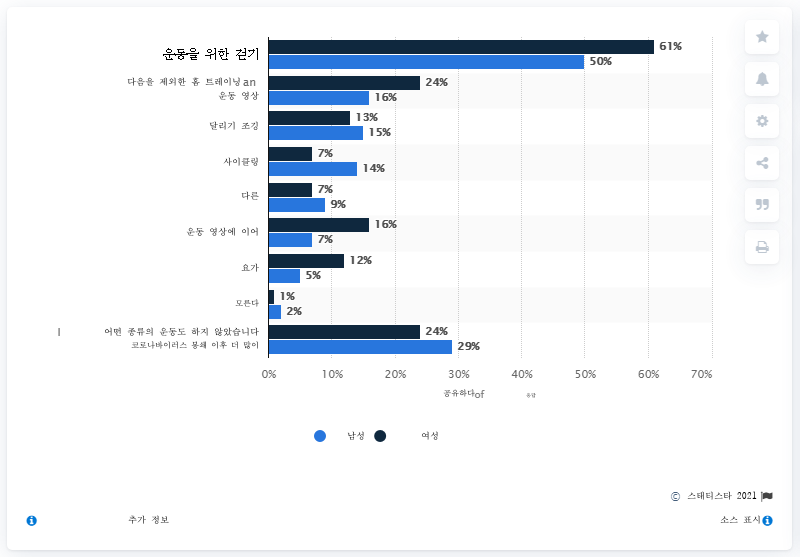 운동을 위한 걷기
61%
50%
다음을 제외한 홈 트레이닝 an
운동 영상
24%
16%
달리기 조깅
13%
15%
사이클링
7%
14%
다른
7%
9%
운동 영상에 이어
16%
7%
요가
12%
5%
모른다
1%
2%
I 어떤 종류의 운동도 하지 않았습니다
코로나바이러스 봉쇄 이후 더 많이
24%
29%
0% 10% 20% 30% 40% 50% 60% 70%
공유하다 of
남성 여성
© 스태티스타 2021
추가 정보 소스 표시